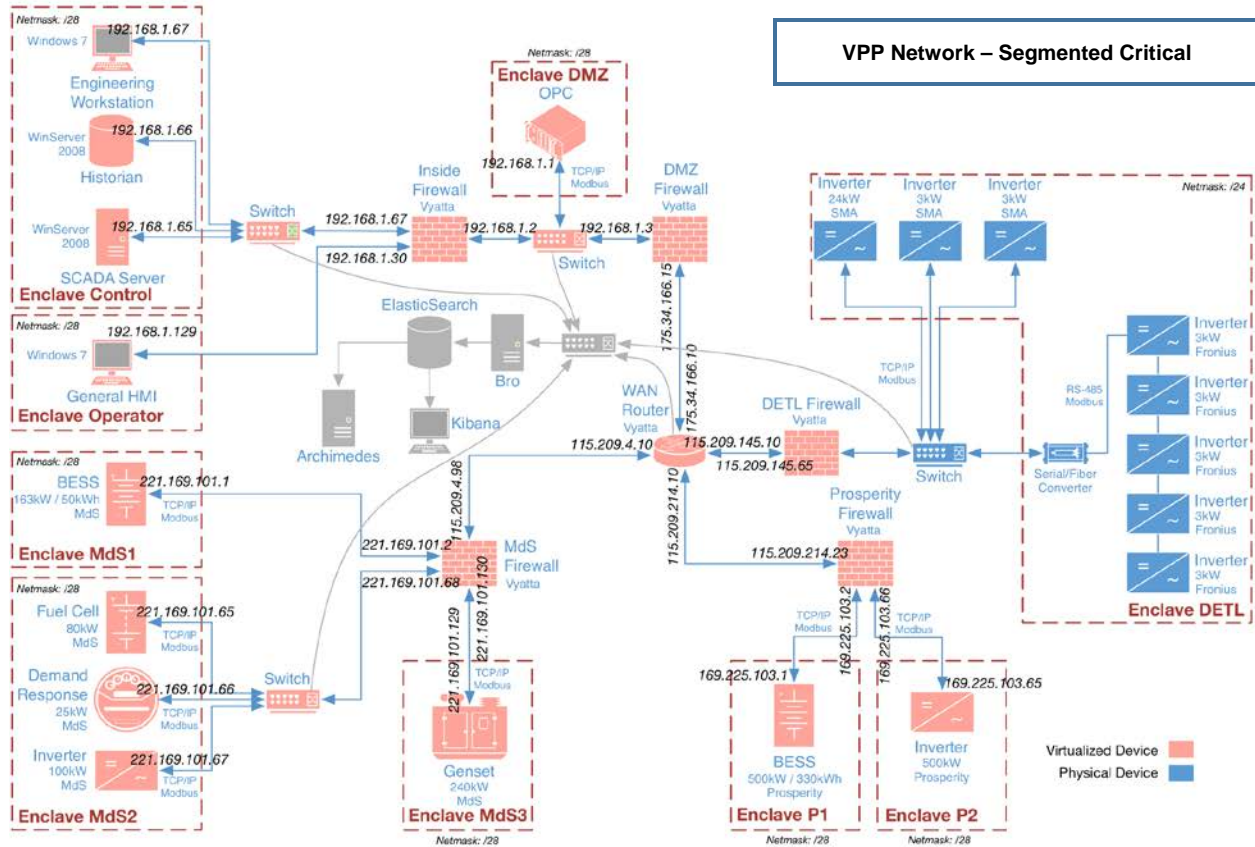 VPP Network – Segmented Critical
Netmask: /28
Windows 7
192.168.1.67
Engineering
Workstation
WinServer
2008
192.168.1.66
Historian
WinServer
2008
192.168.1.65
SCADA Server
Enclave Control
Switch
192.168.1.67
192.168.1.30
Inside
Firewall
Vyatta
Netmask: /28
Enclave DMZ
OPC
192.168.1.1
TCP/IP
Modbus
192.168.1.2
192.168.1.3
Switch
DMZ
Firewall
Vyatta
175.34.166.15
175.34.166.10
Netmask: /24
Inverter
24kW
SMA
Inverter
3kW
SMA
Inverter
3kW
SMA
TCP/IP
Modbus
RS-485
Modbus
Inverter
3kW
Fronius
Inverter
3kW
Fronius
Inverter
3kW
Fronius
Inverter
3kW
Fronius
Inverter
3kW
Fronius
Enclave DETL
Serial/Fiber
Converter
Switch
DETL Firewall
Vyatta
Netmask: /28
192.168.1.129
Windows 7
General HMI
Enclave Operator
ElasticSearch
Bro
Kibana
Archimedes
WAN
Router
Vyatta
115.209.4.10
115.209.145.10
115.209.145.65
115.209.4.98
115.209.214.10
115.209.214.23
Prosperity
Firewall
Vyatta
Netmask: /28
BESS
163kW / 50kWh
MdS
221.169.101.1
TCP/IP
Modbus
Enclave MdS1
221.169.101.2
221.169.101.68
MdS
Firewall
Vyatta
221.169.101.129
221.169.101.130
Netmask: /28
Fuel Cell
80kW
MdS
221.169.101.65
TCP/IP
Modbus
Demand
Response
25kW
MdS
221.169.101.66
TCP/IP
Modbus
Inverter
100kW
MdS
221.169.101.67
TCP/IP
Modbus
Enclave MdS2
Switch
TCP/IP
Modbus
Genset
240kW
MdS
Enclave MdS3
Netmask: /28
TCP/IP
Modbus
169.225.103.2
169.225.103.66
TCP/IP
Modbus
169.225.103.1
BESS
500kW / 330kWh
Prosperity
Enclave P1
Netmask: /28
169.225.103.65
Inverter
500kW
Prosperity
Enclave P2
Netmask: /28
Virtualized Device
Physical Device